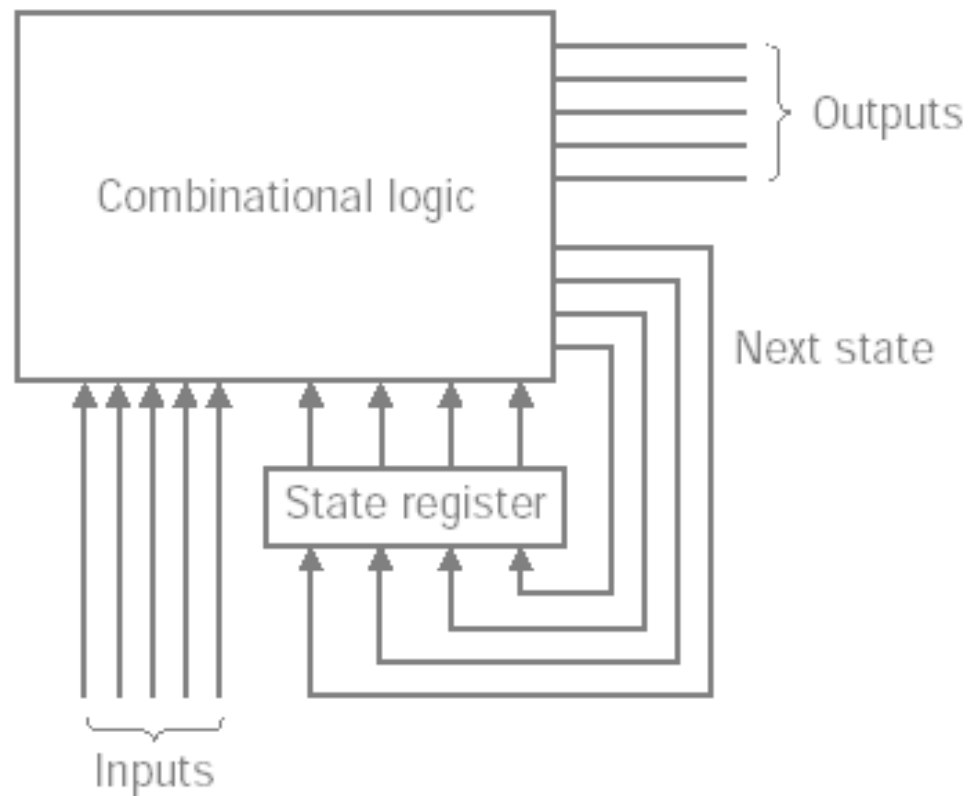 Outputs
Combinational logic
Next state
State register
Inputs